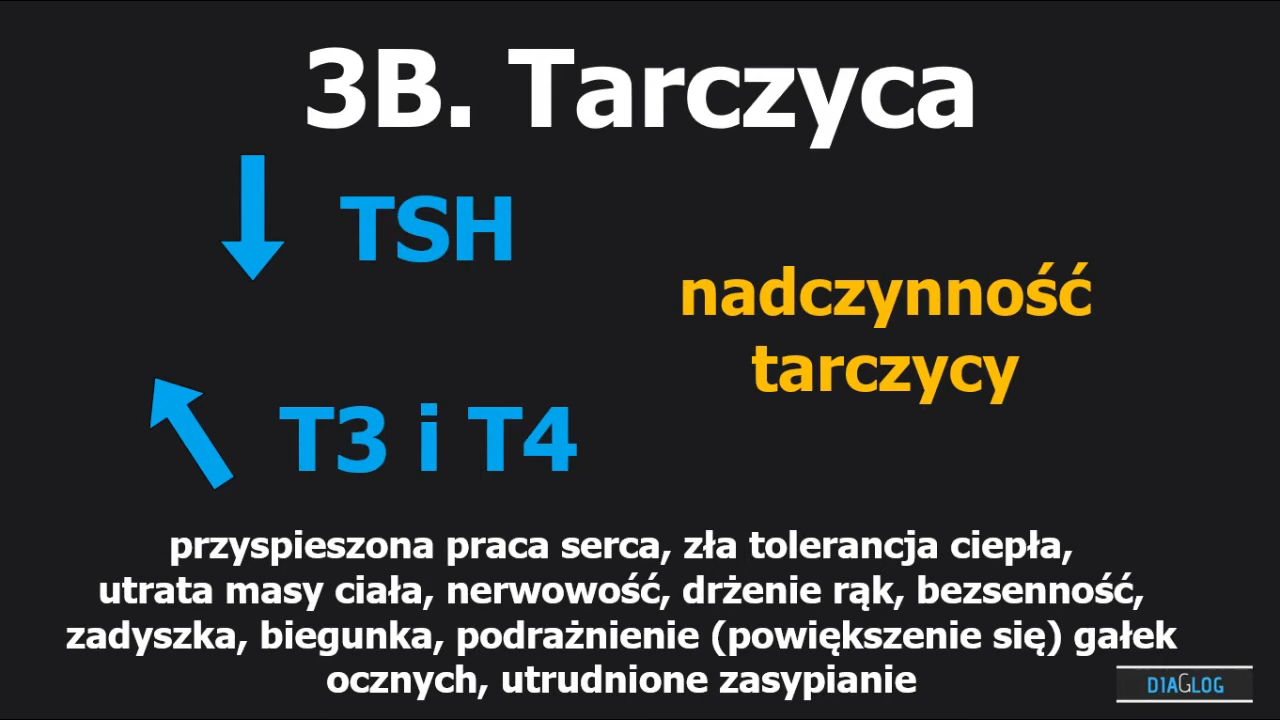 3B. Tarczyca
TSH
nadczynność
tarczycy
T3 i T4
przyspieszona praca serca, zła tolerancja ciepła,
utrata masy ciała, nerwowość, drżenie rąk, bezsenność,
zadyszka, biegunka, podrażnienie (powiększenie się) gałek
ocznych, utrudnione zasypianie
DIAGLOG